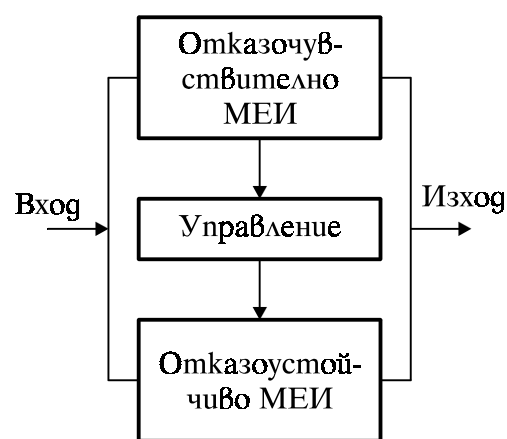 Отказочув-
ствително
МЕИ
Вход
Управление
Изход
Отказоустой-
чиво МЕИ